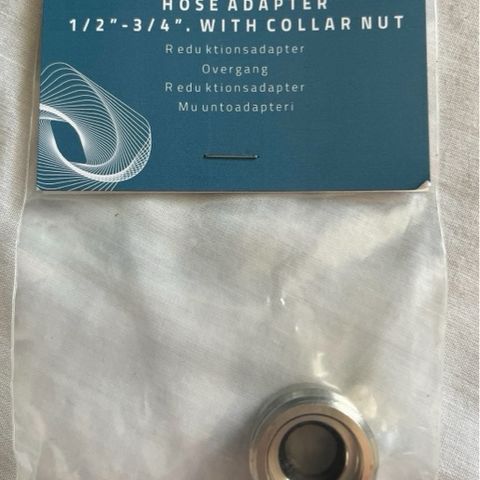 HOSE ADAPTER
1/2"-3/4". WITH COLLAR NUT
Reduktionsadapter
Overgang
Reduktionsadapter
Muuntoadapteri